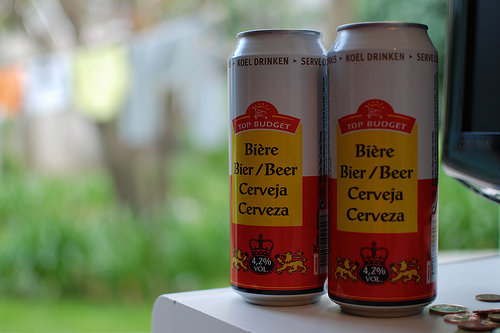 KOEL DRINKEN • SERVE CO
TOP BUDGET
Bière
Bier/Beer
Cerveja
Cerveza
4,2%
VOL.
KOEL DRINKEN • SERVE
TOP BUDGET
Bière
Bier/Beer
Cerveja
Cerveza
4,2%
VOL.